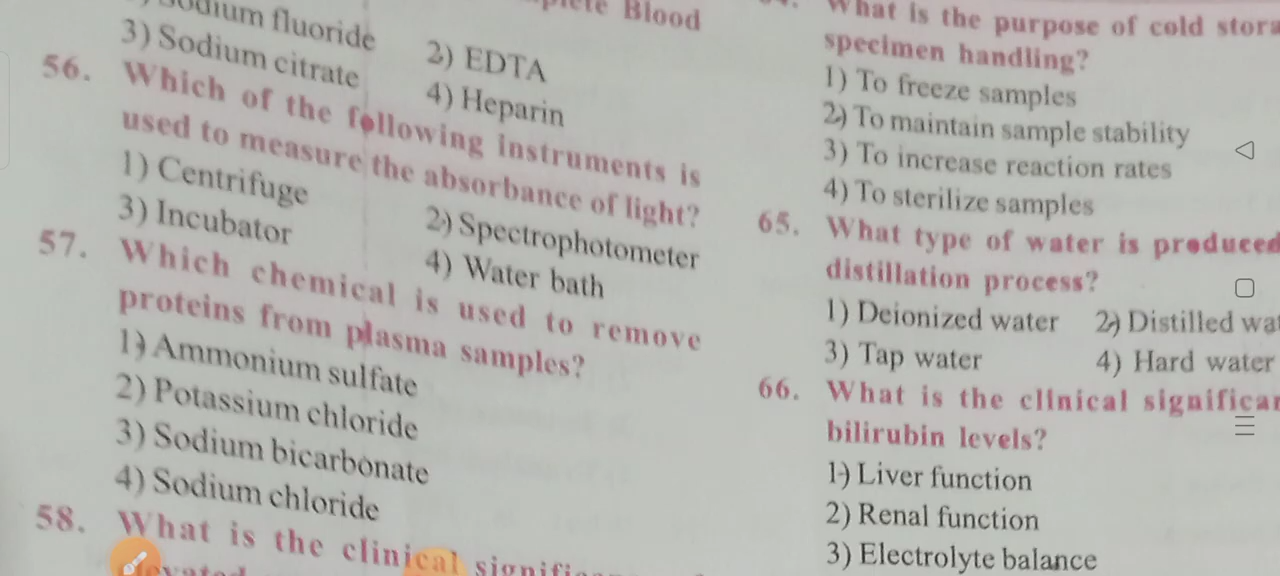 Blood
fluoride
2) EDTA
3) Sodium citrate
4) Heparin
56. Which of the following instruments is
used to measure the absorbance of light?
1) Centrifuge
2) Spectrophotometer
3) Incubator
4) Water bath
57. Which chemical is used to remove
proteins from plasma samples?
1) Ammonium sulfate
2) Potassium chloride
3) Sodium bicarbonate
4) Sodium chloride
58. What is the clinical
What is the purpose of cold
specimen handling?
1) To freeze samples
2) To maintain sample stability
3) To increase reaction rates
4) To sterilize samples
65. What type of water is produced
distillation process?
1) Deionized water 2) Distilled
3) Tap water 4) Hard water
66. What is the clinical
bilirubin levels?
1) Liver function
2) Renal function
3) Electrolyte balance